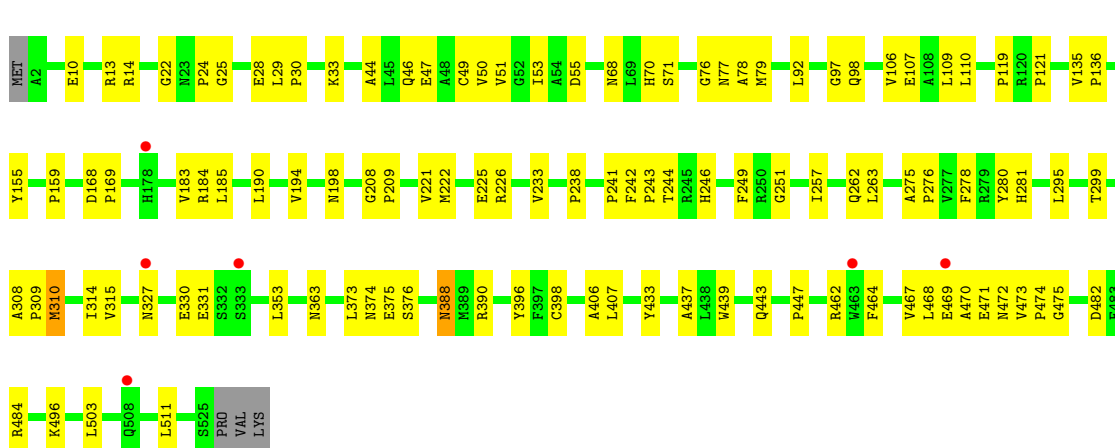 MET A2 E10 R13 R14 G22 N23 P24 G25 E28 L29 P30 K33 A44 L45 Q46 E47 A48 C49 V50 V51 G52 I53 A54 D55 N68 L69 H70 S71 G76 N77 A78 M79 L92 G97 Q98 V106 E107 A108 L109 L110 P119 R120 P121 V135 P136
Y155 P159 D168 P169 H178 V183 R184 L185 L190 V194 N198 G208 P209 V221 M222 E225 R226 V233 P238 P241 F242 P243 T244 R245 H246 F249 R250 G251 I257 Q262 L263 A275 P276 V277 F278 R279 Y280 H281 L295 T299
A308 P309 M310 I314 V315 N327 E330 E331 S332 S333 L353 N363 L373 N374 E375 S376 N388 M389 R390 Y396 F397 C398 A406 L407 Y433 A437 L438 W439 Q443 P447 R462 W463 F464 V467 L468 E469 A470 E471 N472 V473 P474 G475 D482 E483
R484 K496 L503 Q508 L511 S525 PRO VAL LYS